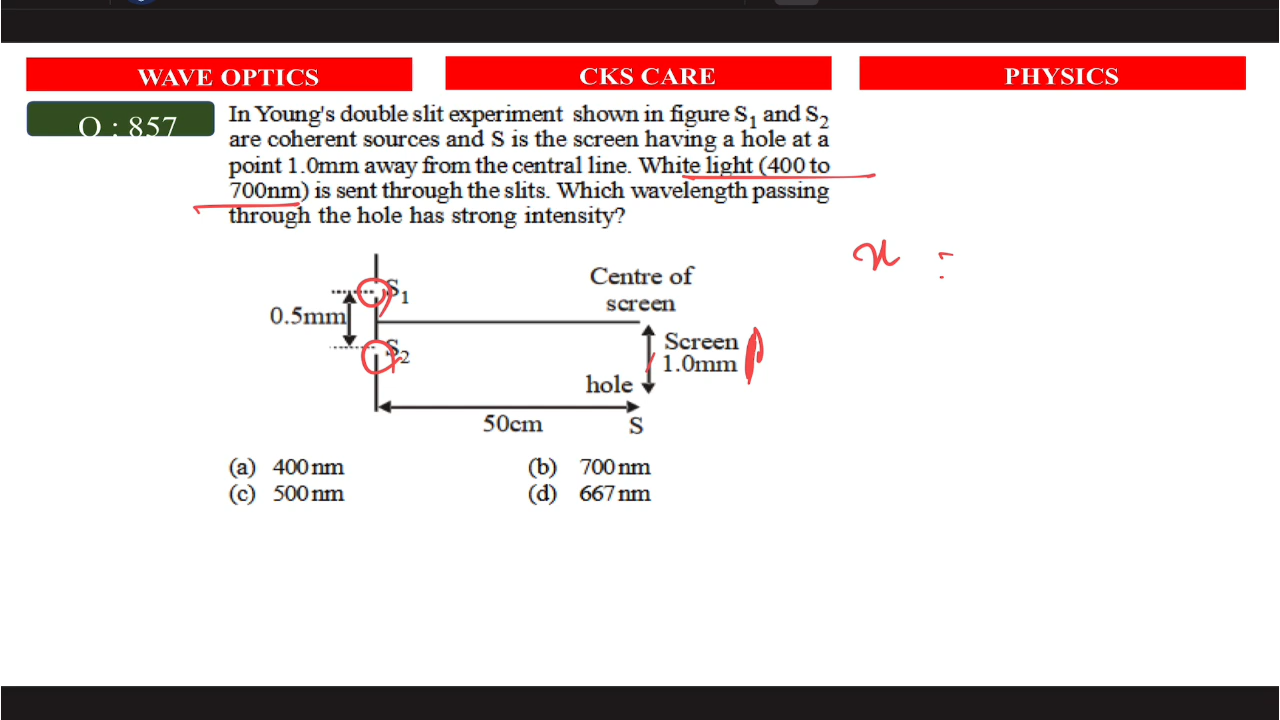 WAVE OPTICS
CKS CARE
PHYSICS
Q : 857
In Young's double slit experiment shown in figure S₁ and S₂
are coherent sources and S is the screen having a hole at a
point 1.0mm away from the central line. White light (400 to
700nm) is sent through the slits. Which wavelength passing
through the hole has strong intensity?
x :
S₁
Centre of
screen
0.5mm
S₂
Screen
1.0mm
hole
50cm
S
(a) 400nm
(b) 700nm
(c) 500nm
(d) 667nm